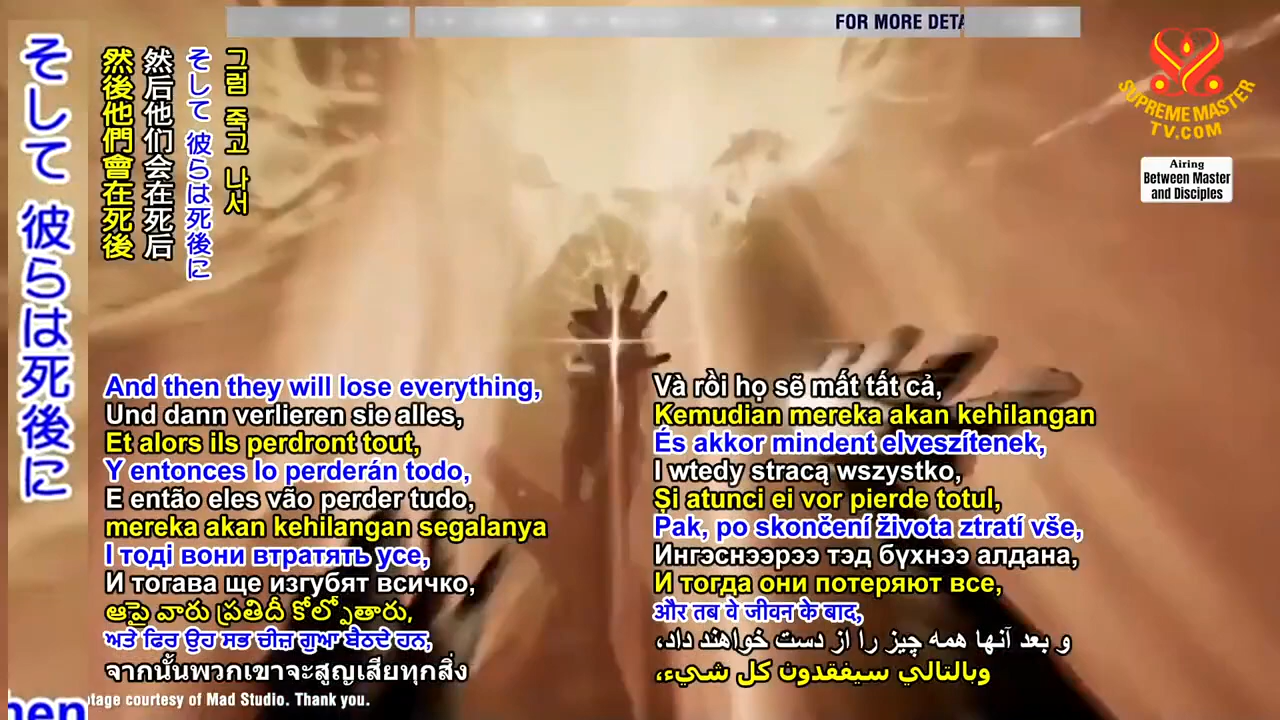 FOR MORE DETA
SUPREME MASTER
TV.COM
Airing
Between Master
and Disciples
そして 彼らは死後に
然後他們會在死後
然后他们会在死后
そして 彼らは死後に
그럼 죽고 나서
And then they will lose everything,
Und dann verlieren sie alles,
Et alors ils perdront tout,
Y entonces lo perderán todo,
E então eles vão perder tudo,
mereka akan kehilangan segalanya
І тоді вони втратять усе,
И тогава ще изгубят всичко,
ఆపై వారు ప్రతిదీ కోల్పోతారు,
ਅਤੇ ਫਿਰ ਉਹ ਸਭ ਚੀਜ਼ ਗੁਆ ਬੈਠਦੇ ਹਨ,
จากนั้นพวกเขาจะสูญเสียทุกสิ่ง
Và rồi họ sẽ mất tất cả,
Kemudian mereka akan kehilangan
És akkor mindent elveszítenek,
I wtedy stracą wszystko,
Și atunci ei vor pierde totul,
Pak, po skončení života ztratí vše,
Ингэснээрээ тэд бүхнээ алдана,
И тогда они потеряют все,
और तब वे जीवन के बाद,
و بعد آنها همه چیز را از دست خواهند داد،
وبالتالي سيفقدون كل شيء،
tage courtesy of Mad Studio. Thank you.
hen